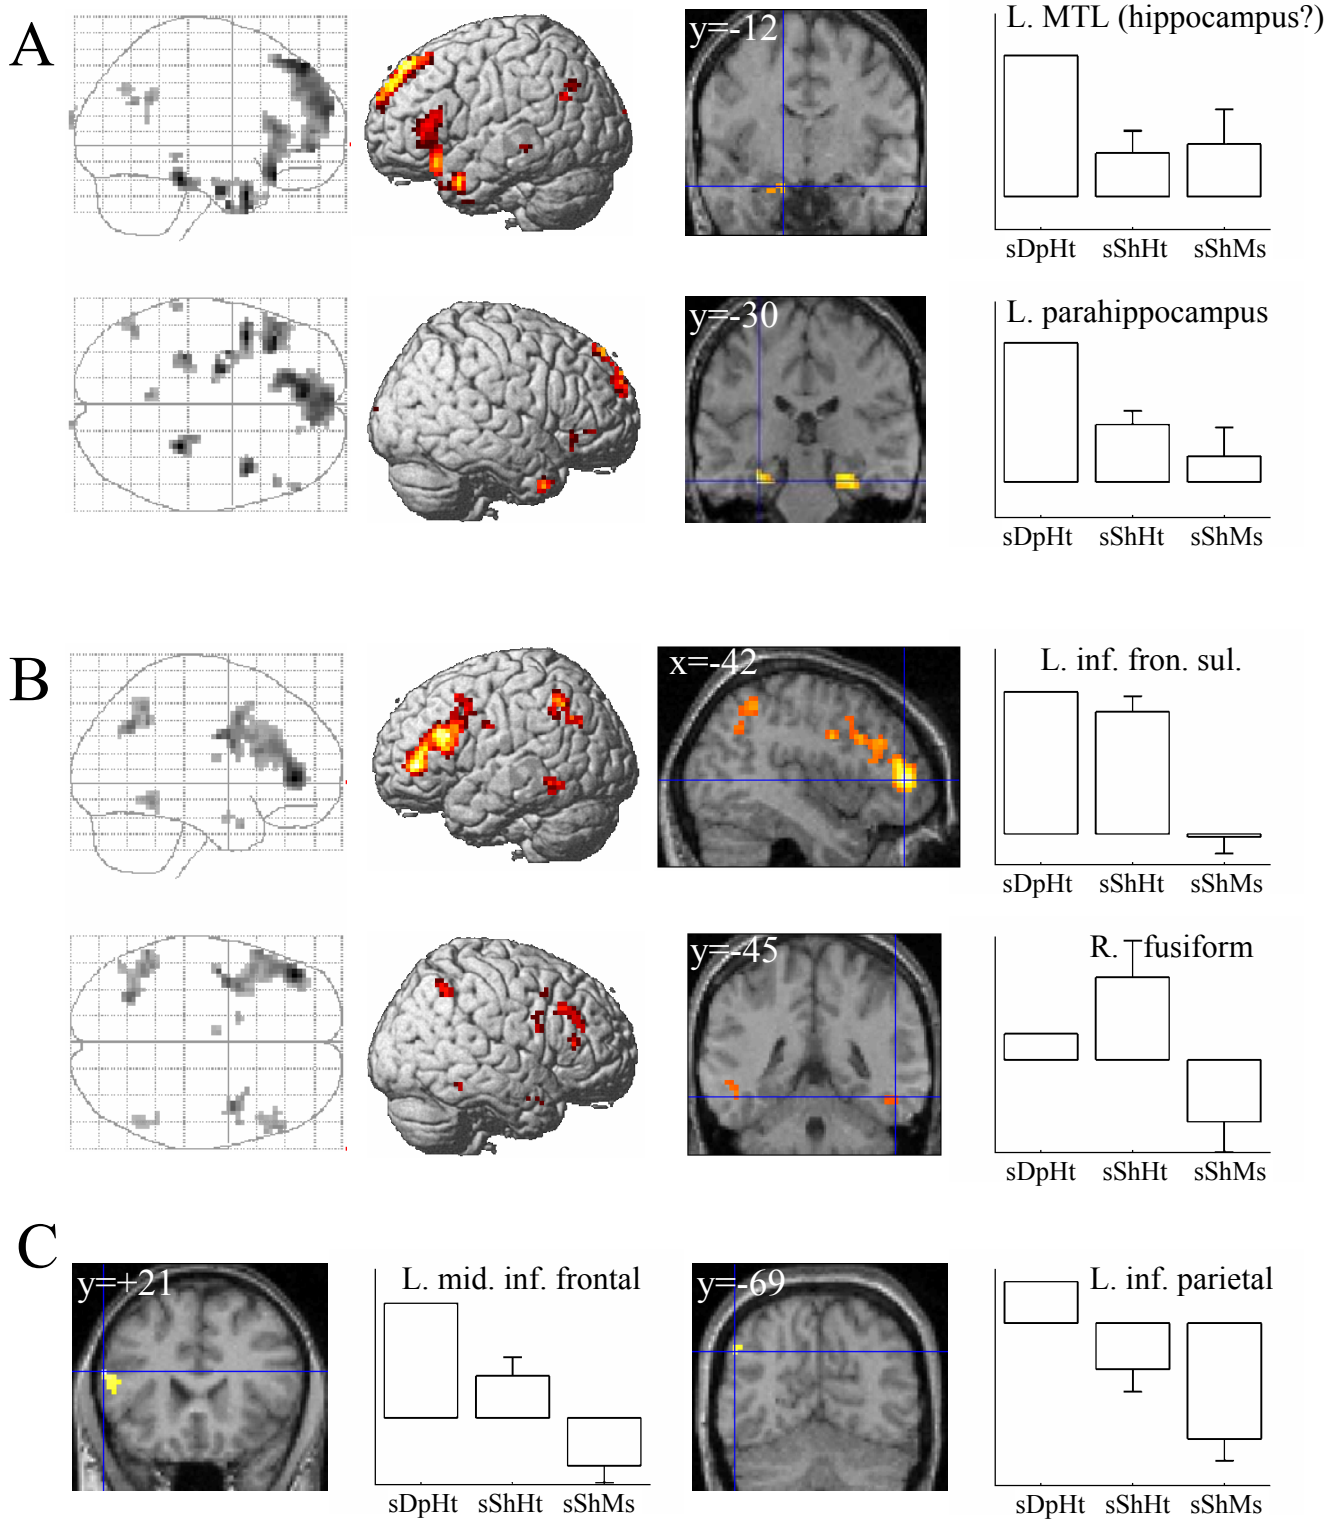 A
y=-12
L. MTL (hippocampus?)
sDpHt sShHt sShMs
y=-30
L. parahippocampus
sDpHt sShHt sShMs
B
x=-42
L. inf. fron. sul.
sDpHt sShHt sShMs
y=-45
R. fusiform
sDpHt sShHt sShMs
C
y=+21
L. mid. inf. frontal
sDpHt sShHt sShMs
y=-69
L. inf. parietal
sDpHt sShHt sShMs